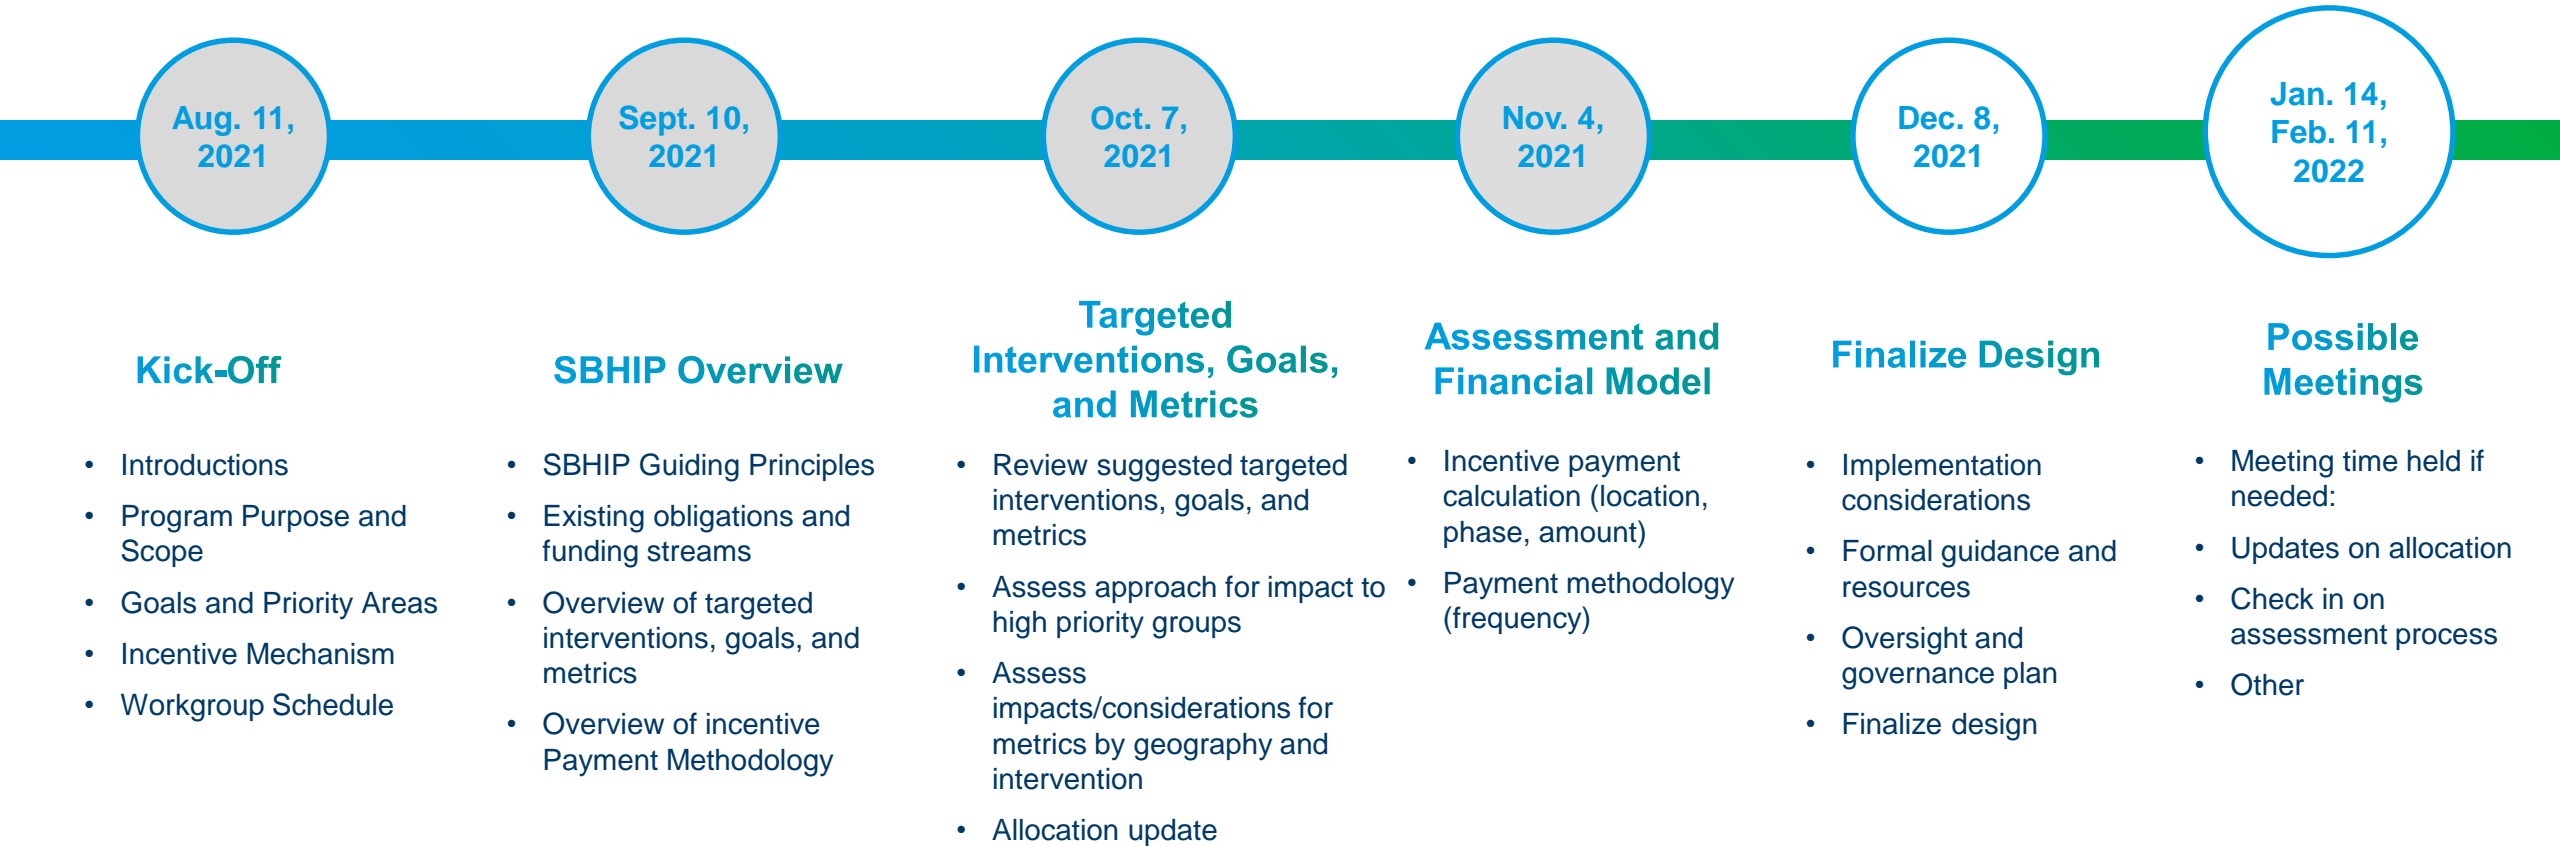 Aug. 11,
2021
Sept. 10,
2021
Oct. 7,
2021
Nov. 4,
2021
Dec. 8,
2021
Jan. 14,
Feb. 11,
2022
Kick-Off
• Introductions
• Program Purpose and
Scope
• Goals and Priority Areas
• Incentive Mechanism
• Workgroup Schedule
SBHIP Overview
• SBHIP Guiding Principles
• Existing obligations and
funding streams
• Overview of targeted
interventions, goals, and
metrics
• Overview of incentive
Payment Methodology
Targeted
Interventions, Goals,
and Metrics
• Review suggested targeted
interventions, goals, and
metrics
• Assess approach for impact to
high priority groups
• Assess
impacts/considerations for
metrics by geography and
intervention
• Allocation update
Assessment and
Financial Model
• Incentive payment
calculation (location,
phase, amount)
• Payment methodology
(frequency)
Finalize Design
• Implementation
considerations
• Formal guidance and
resources
• Oversight and
governance plan
• Finalize design
Possible
Meetings
• Meeting time held if
needed:
• Updates on allocation
• Check in on
assessment process
• Other